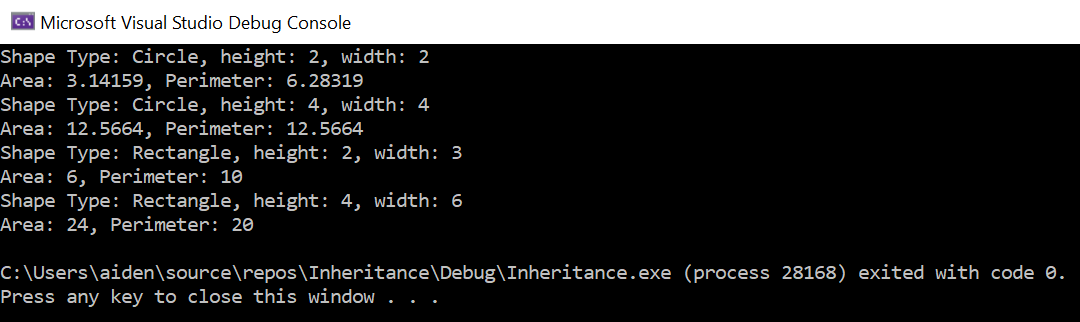 Microsoft Visual Studio Debug Console
Shape Type: Circle, height: 2, width: 2
Area: 3.14159, Perimeter: 6.28319
Shape Type: Circle, height: 4, width: 4
Area: 12.5664, Perimeter: 12.5664
Shape Type: Rectangle, height: 2, width: 3
Area: 6, Perimeter: 10
Shape Type: Rectangle, height: 4, width: 6
Area: 24, Perimeter: 20
C:\Users\aiden\source\repos\Inheritance\Debug\Inheritance.exe (process 28168) exited with code 0.
Press any key to close this window . . .